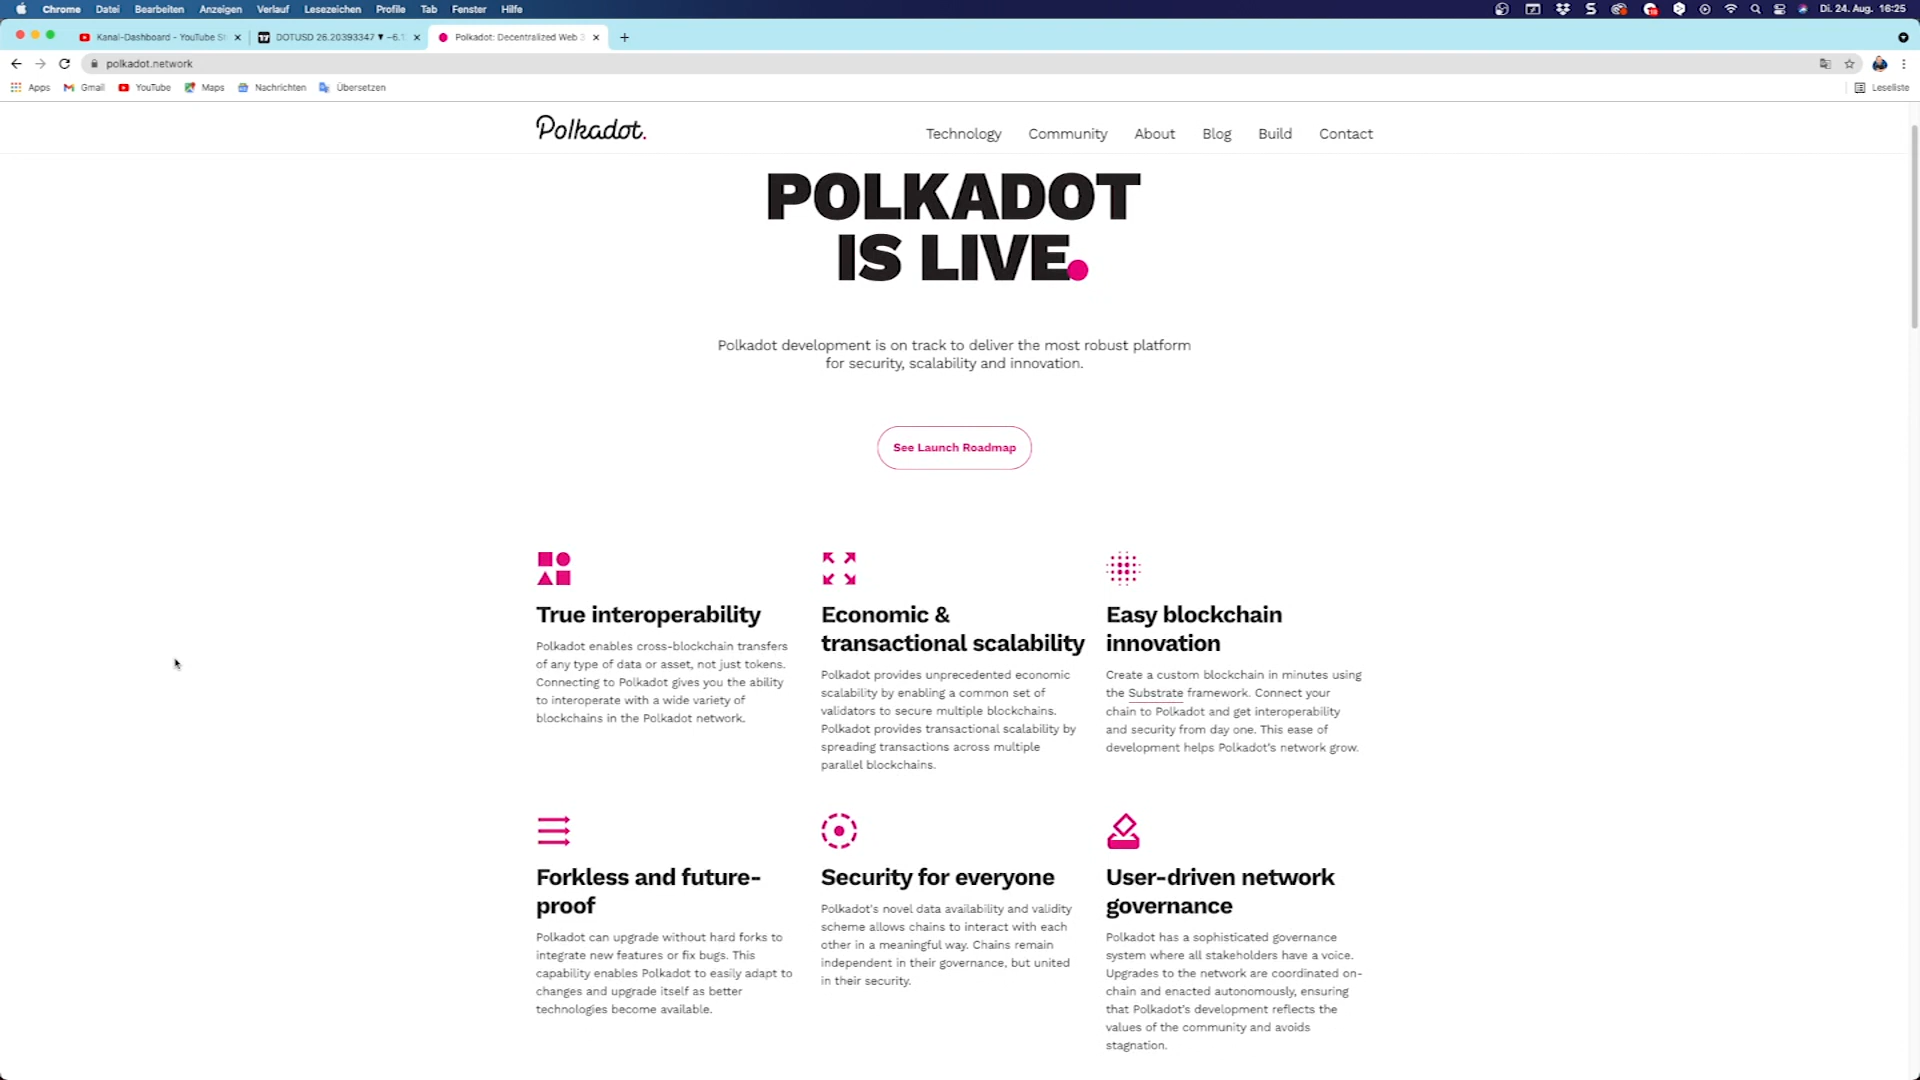 Chrome Datei Bearbeiten Anzeigen Verlauf Lesezeichen Profile Tab Fenster Hilfe Di. 24. Aug. 16:25
Kanal-Dashboard - YouTube St DOTUSD 26.20393347 ▼ −6.1 Polkadot: Decentralized Web 3
polkadot.network
Apps Gmail YouTube Maps Nachrichten Übersetzen Leseliste
Polkadot.
Technology Community About Blog Build Contact
POLKADOT
IS LIVE.
Polkadot development is on track to deliver the most robust platform
for security, scalability and innovation.
See Launch Roadmap
True interoperability
Polkadot enables cross-blockchain transfers
of any type of data or asset, not just tokens.
Connecting to Polkadot gives you the ability
to interoperate with a wide variety of
blockchains in the Polkadot network.
Economic &
transactional scalability
Polkadot provides unprecedented economic
scalability by enabling a common set of
validators to secure multiple blockchains.
Polkadot provides transactional scalability by
spreading transactions across multiple
parallel blockchains.
Easy blockchain
innovation
Create a custom blockchain in minutes using
the Substrate framework. Connect your
chain to Polkadot and get interoperability
and security from day one. This ease of
development helps Polkadot's network grow.
Forkless and future-
proof
Polkadot can upgrade without hard forks to
integrate new features or fix bugs. This
capability enables Polkadot to easily adapt to
changes and upgrade itself as better
technologies become available.
Security for everyone
Polkadot's novel data availability and validity
scheme allows chains to interact with each
other in a meaningful way. Chains remain
independent in their governance, but united
in their security.
User-driven network
governance
Polkadot has a sophisticated governance
system where all stakeholders have a voice.
Upgrades to the network are coordinated on-
chain and enacted autonomously, ensuring
that Polkadot's development reflects the
values of the community and avoids
stagnation.